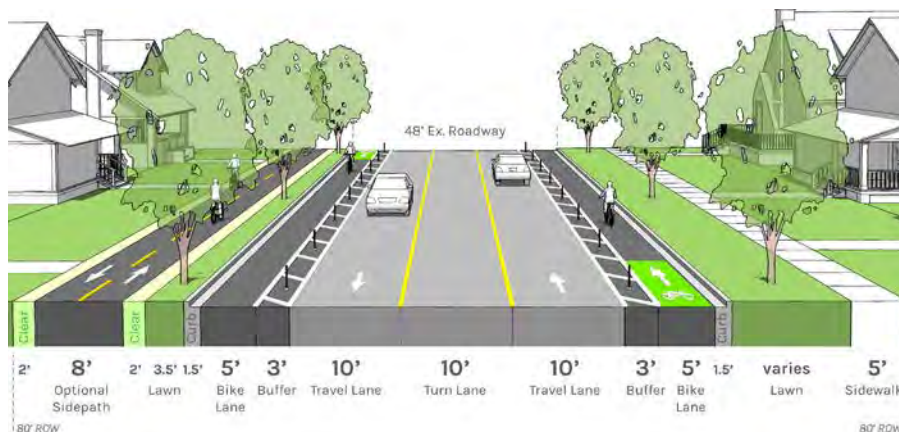 48' Ex. Roadway
Clear
Clear
Curb
Curb
2' 8' 2' 3.5' 1.5' 5' 3' 10' 10' 10' 3' 5' 1.5' varies 5'
Optional Sidepath
Lawn
Bike Lane
Buffer
Travel Lane
Turn Lane
Travel Lane
Buffer
Bike Lane
Lawn
Sidewalk
80' ROW
80' ROW